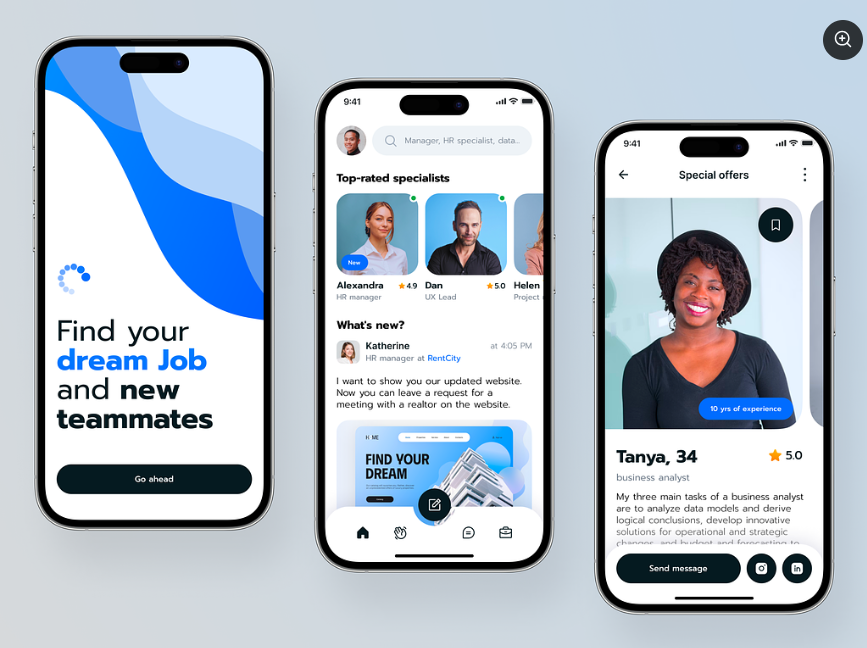 Find your
dream Job
and new
teammates
Go ahead
9:41
Manager, HR specialist, data...
Top-rated specialists
New
Alexandra 4.9
HR manager
Dan 5.0
UX Lead
Helen
Project
What's new?
Katherine at 4:05 PM
HR manager at RentCity
I want to show you our updated website.
Now you can leave a request for a
meeting with a realtor on the website.
FIND YOUR
DREAM
9:41
Special offers
10 yrs of experience
Tanya, 34 5.0
business analyst
My three main tasks of a business analyst
are to analyze data models and derive
logical conclusions, develop innovative
solutions for operational and strategic
changes, and budget and forecasting to
Send message
in